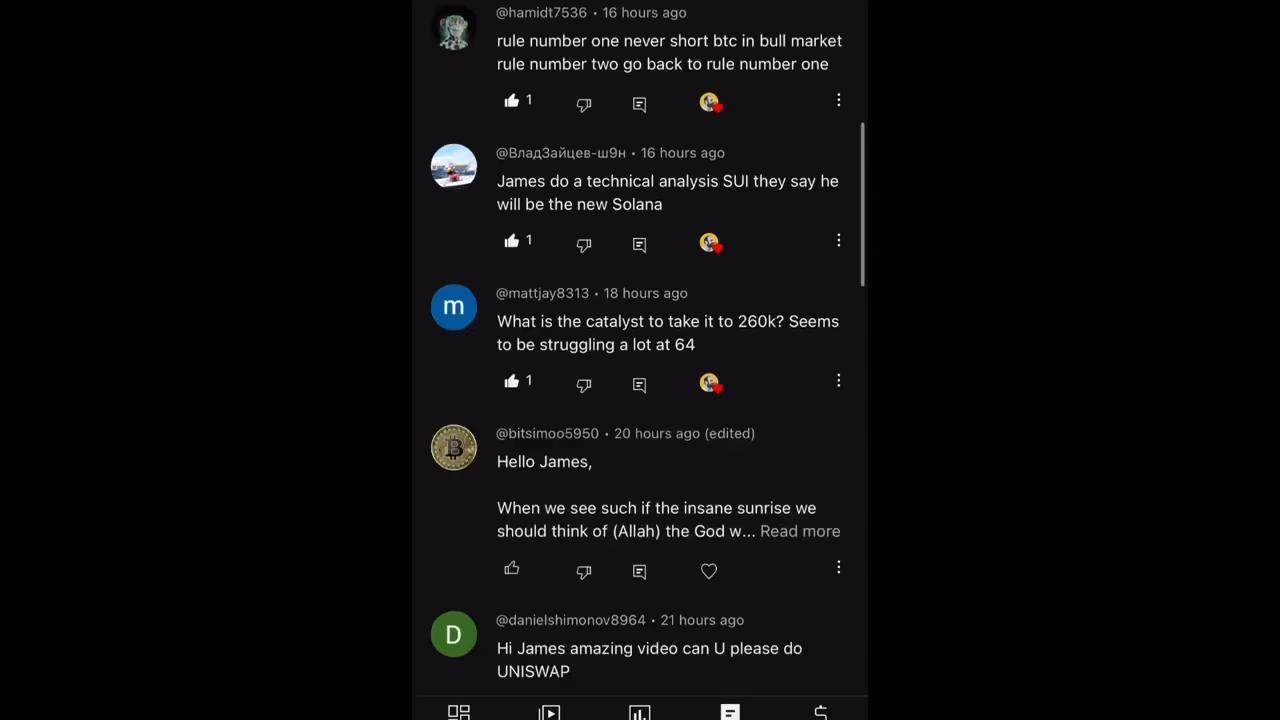 @hamidt7536 • 16 hours ago
rule number one never short btc in bull market
rule number two go back to rule number one
1
@ВладЗайцев-ш9н • 16 hours ago
James do a technical analysis SUI they say he
will be the new Solana
1
m
@mattjay8313 • 18 hours ago
What is the catalyst to take it to 260k? Seems
to be struggling a lot at 64
1
@bitsimoo5950 • 20 hours ago (edited)
Hello James,
When we see such if the insane sunrise we
should think of (Allah) the God w... Read more
D
@danielshimonov8964 • 21 hours ago
Hi James amazing video can U please do
UNISWAP